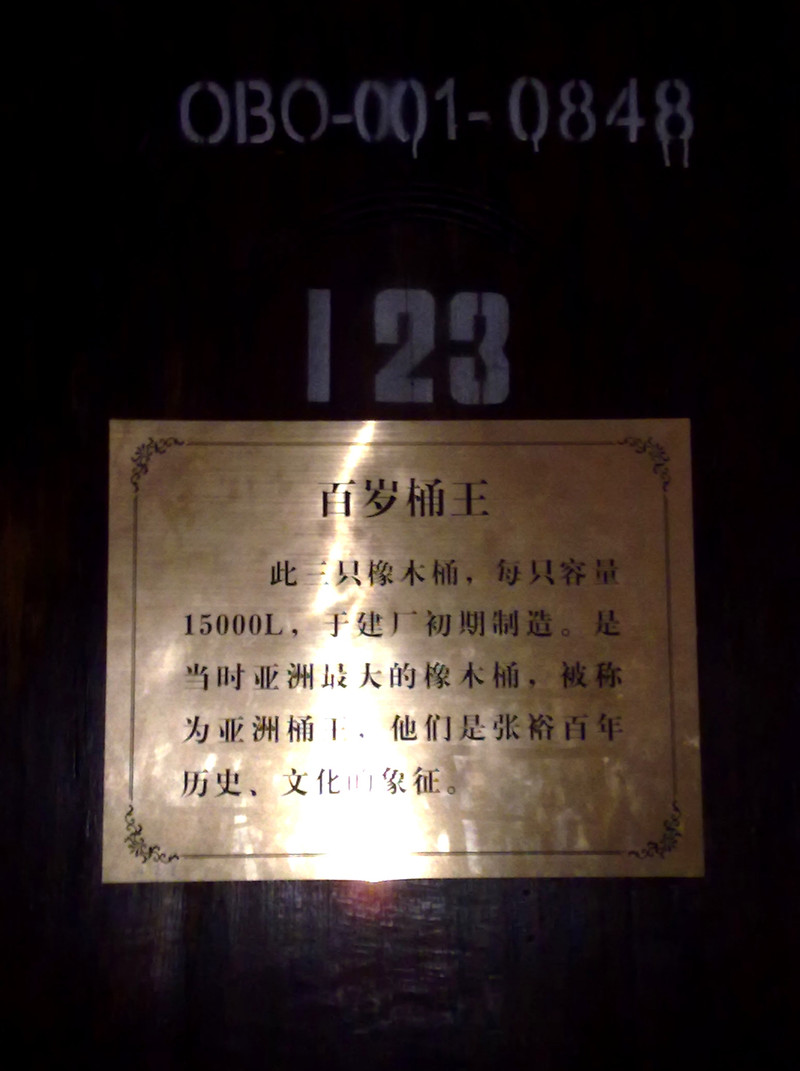 OBO-001-0848
123
百岁桶王
此三只橡木桶，每只容量
15000L，于建厂初期制造。是
当时亚洲最大的橡木桶，被称
为亚洲桶王、他们是张裕百年
历史、文化的象征。